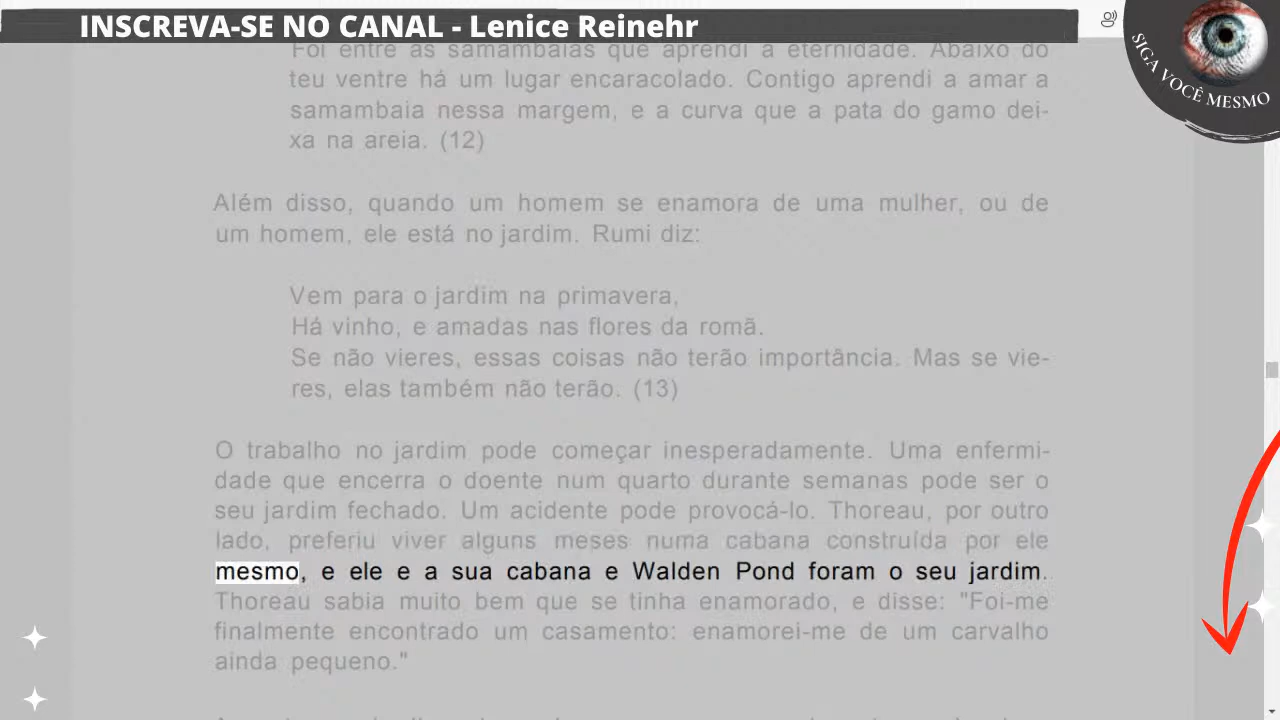 INSCREVA-SE NO CANAL - Lenice Reinehr
SIGA VOCÊ MESMO
Foi entre as samambaias que aprendi a eternidade. Abaixo do
teu ventre há um lugar encaracolado. Contigo aprendi a amar a
samambaia nessa margem, e a curva que a pata do gamo dei-
xa na areia. (12)
Além disso, quando um homem se enamora de uma mulher, ou de
um homem, ele está no jardim. Rumi diz:
Vem para o jardim na primavera,
Há vinho, e amadas nas flores da romã.
Se não vieres, essas coisas não terão importância. Mas se vie-
res, elas também não terão. (13)
O trabalho no jardim pode começar inesperadamente. Uma enfermi-
dade que encerra o doente num quarto durante semanas pode ser o
seu jardim fechado. Um acidente pode provocá-lo. Thoreau, por outro
lado, preferiu viver alguns meses numa cabana construída por ele
mesmo, e ele e a sua cabana e Walden Pond foram o seu jardim.
Thoreau sabia muito bem que se tinha enamorado, e disse: "Foi-me
finalmente encontrado um casamento: enamorei-me de um carvalho
ainda pequeno."